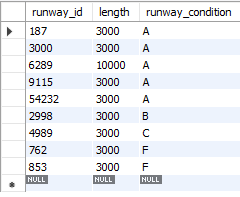 runway_id length runway_condition
187 3000 A
3000 3000 A
6289 10000 A
9115 3000 A
54232 3000 A
2998 3000 B
4989 3000 C
762 3000 F
853 3000 F
NULL NULL NULL